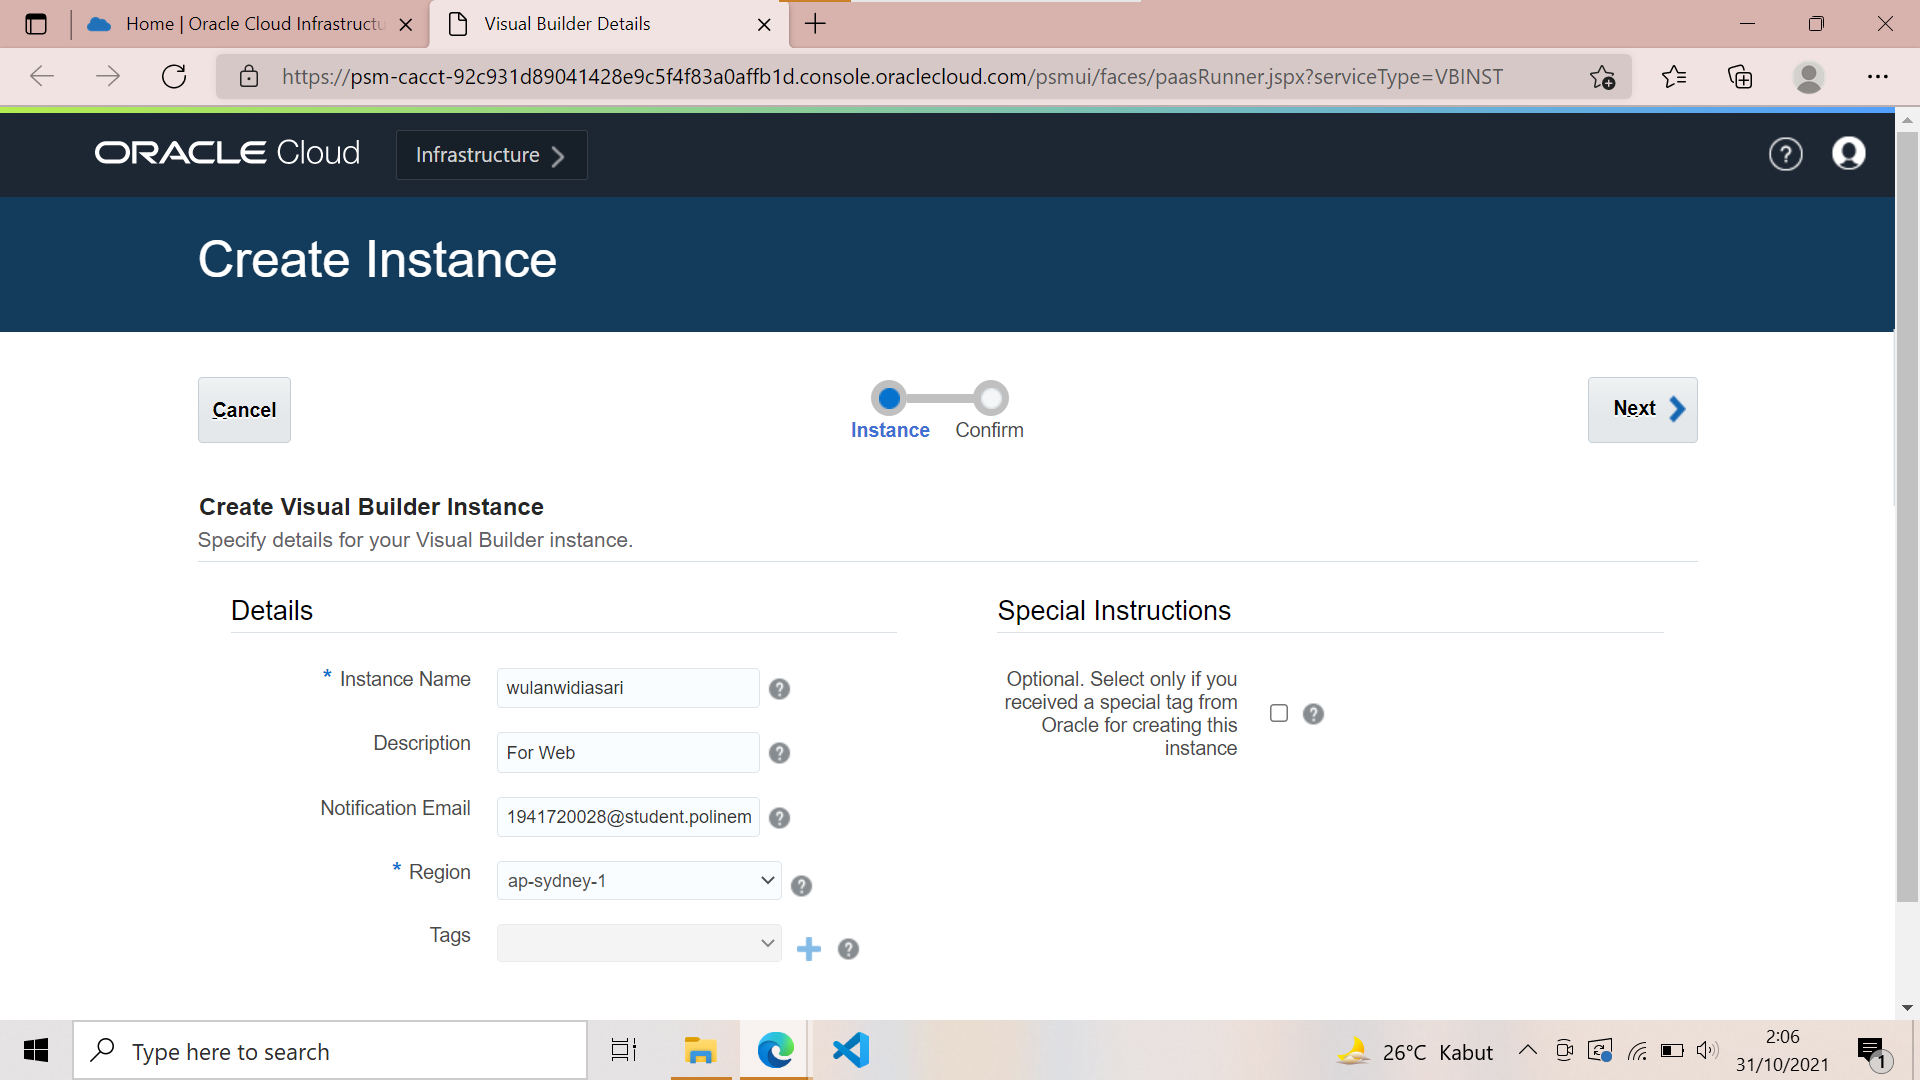 Home | Oracle Cloud Infrastructu
Visual Builder Details
https://psm-cacct-92c931d89041428e9c5f4f83a0affb1d.console.oraclecloud.com/psmui/faces/paasRunner.jspx?serviceType=VBINST
ORACLE Cloud
Infrastructure
Create Instance
Cancel
Instance
Confirm
Next
Create Visual Builder Instance
Specify details for your Visual Builder instance.
Details
* Instance Name
wulanwidiasari
Description
For Web
Notification Email
1941720028@student.polinem
* Region
ap-sydney-1
Tags
Special Instructions
Optional. Select only if you
received a special tag from
Oracle for creating this
instance
Type here to search
26°C Kabut
2:06
31/10/2021
1